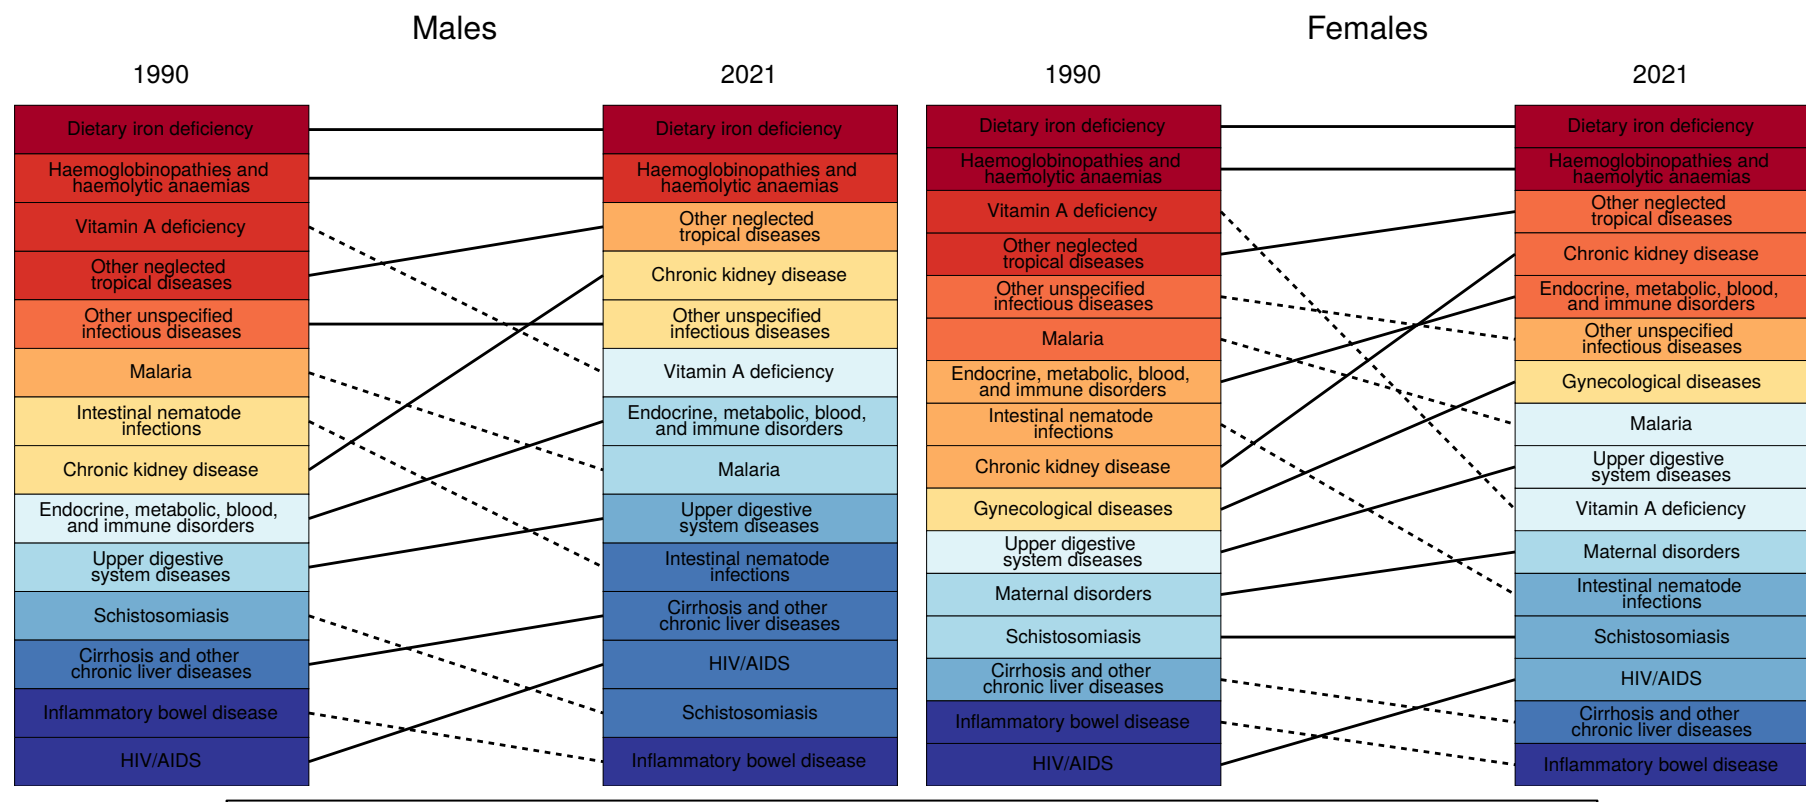 Males
1990
2021
Dietary iron deficiency
Haemoglobinopathies and
haemolytic anaemias
Vitamin A deficiency
Other neglected
tropical diseases
Other unspecified
infectious diseases
Malaria
Intestinal nematode
infections
Chronic kidney disease
Endocrine, metabolic, blood,
and immune disorders
Upper digestive
system diseases
Schistosomiasis
Cirrhosis and other
chronic liver diseases
Inflammatory bowel disease
HIV/AIDS
Dietary iron deficiency
Haemoglobinopathies and
haemolytic anaemias
Other neglected
tropical diseases
Chronic kidney disease
Other unspecified
infectious diseases
Vitamin A deficiency
Endocrine, metabolic, blood,
and immune disorders
Malaria
Upper digestive
system diseases
Intestinal nematode
infections
Cirrhosis and other
chronic liver diseases
HIV/AIDS
Schistosomiasis
Inflammatory bowel disease
Females
1990
2021
Dietary iron deficiency
Haemoglobinopathies and
haemolytic anaemias
Vitamin A deficiency
Other neglected
tropical diseases
Other unspecified
infectious diseases
Malaria
Endocrine, metabolic, blood,
and immune disorders
Intestinal nematode
infections
Chronic kidney disease
Gynecological diseases
Upper digestive
system diseases
Maternal disorders
Schistosomiasis
Cirrhosis and other
chronic liver diseases
Inflammatory bowel disease
HIV/AIDS
Dietary iron deficiency
Haemoglobinopathies and
haemolytic anaemias
Other neglected
tropical diseases
Chronic kidney disease
Endocrine, metabolic, blood,
and immune disorders
Other unspecified
infectious diseases
Gynecological diseases
Malaria
Upper digestive
system diseases
Vitamin A deficiency
Maternal disorders
Intestinal nematode
infections
Schistosomiasis
HIV/AIDS
Cirrhosis and other
chronic liver diseases
Inflammatory bowel disease